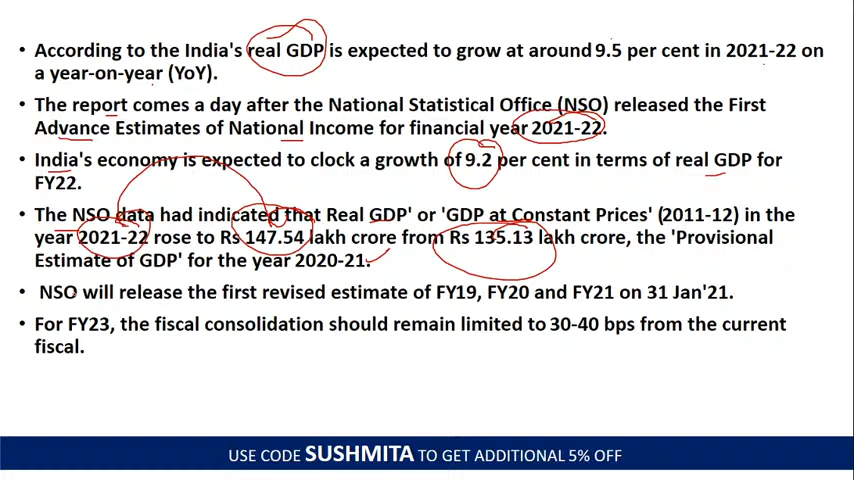 • According to the India's real GDP is expected to grow at around 9.5 per cent in 2021-22 on
a year-on-year (YoY).
• The report comes a day after the National Statistical Office (NSO) released the First
Advance Estimates of National Income for financial year 2021-22.
• India's economy is expected to clock a growth of 9.2 per cent in terms of real GDP for
FY22.
• The NSO data had indicated that Real GDP' or 'GDP at Constant Prices' (2011-12) in the
year 2021-22 rose to Rs 147.54 lakh crore from Rs 135.13 lakh crore, the 'Provisional
Estimate of GDP' for the year 2020-21.
• NSO will release the first revised estimate of FY19, FY20 and FY21 on 31 Jan'21.
• For FY23, the fiscal consolidation should remain limited to 30-40 bps from the current
fiscal.
USE CODE SUSHMITA TO GET ADDITIONAL 5% OFF